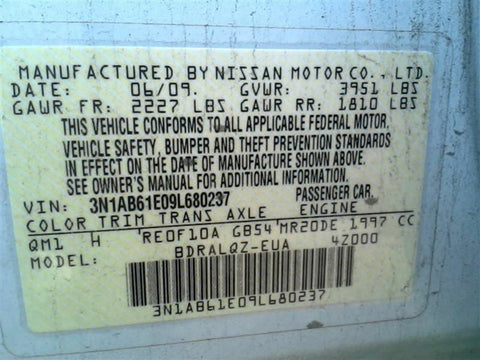 MANUFACTURED BY NISSAN MOTOR CO., LTD.
DATE: 06/09. GVWR: 3951 LBS
GAWR FR: 2227 LBS GAWR RR: 1810 LBS
THIS VEHICLE CONFORMS TO ALL APPLICABLE FEDERAL MOTOR,
VEHICLE SAFETY, BUMPER AND THEFT PREVENTION STANDARDS
IN EFFECT ON THE DATE OF MANUFACTURE SHOWN ABOVE.
SEE OWNER'S MANUAL FOR ADDITIONAL INFORMATION.
VIN: 3N1AB61E09L680237 PASSENGER CAR.
COLOR TRIM TRANS AXLE ENGINE
QM1 H RE0F10A GB54 MR20DE 1997 CC
MODEL: BDRALQZ-EUA 4Z000
3N1AB61E09L680237